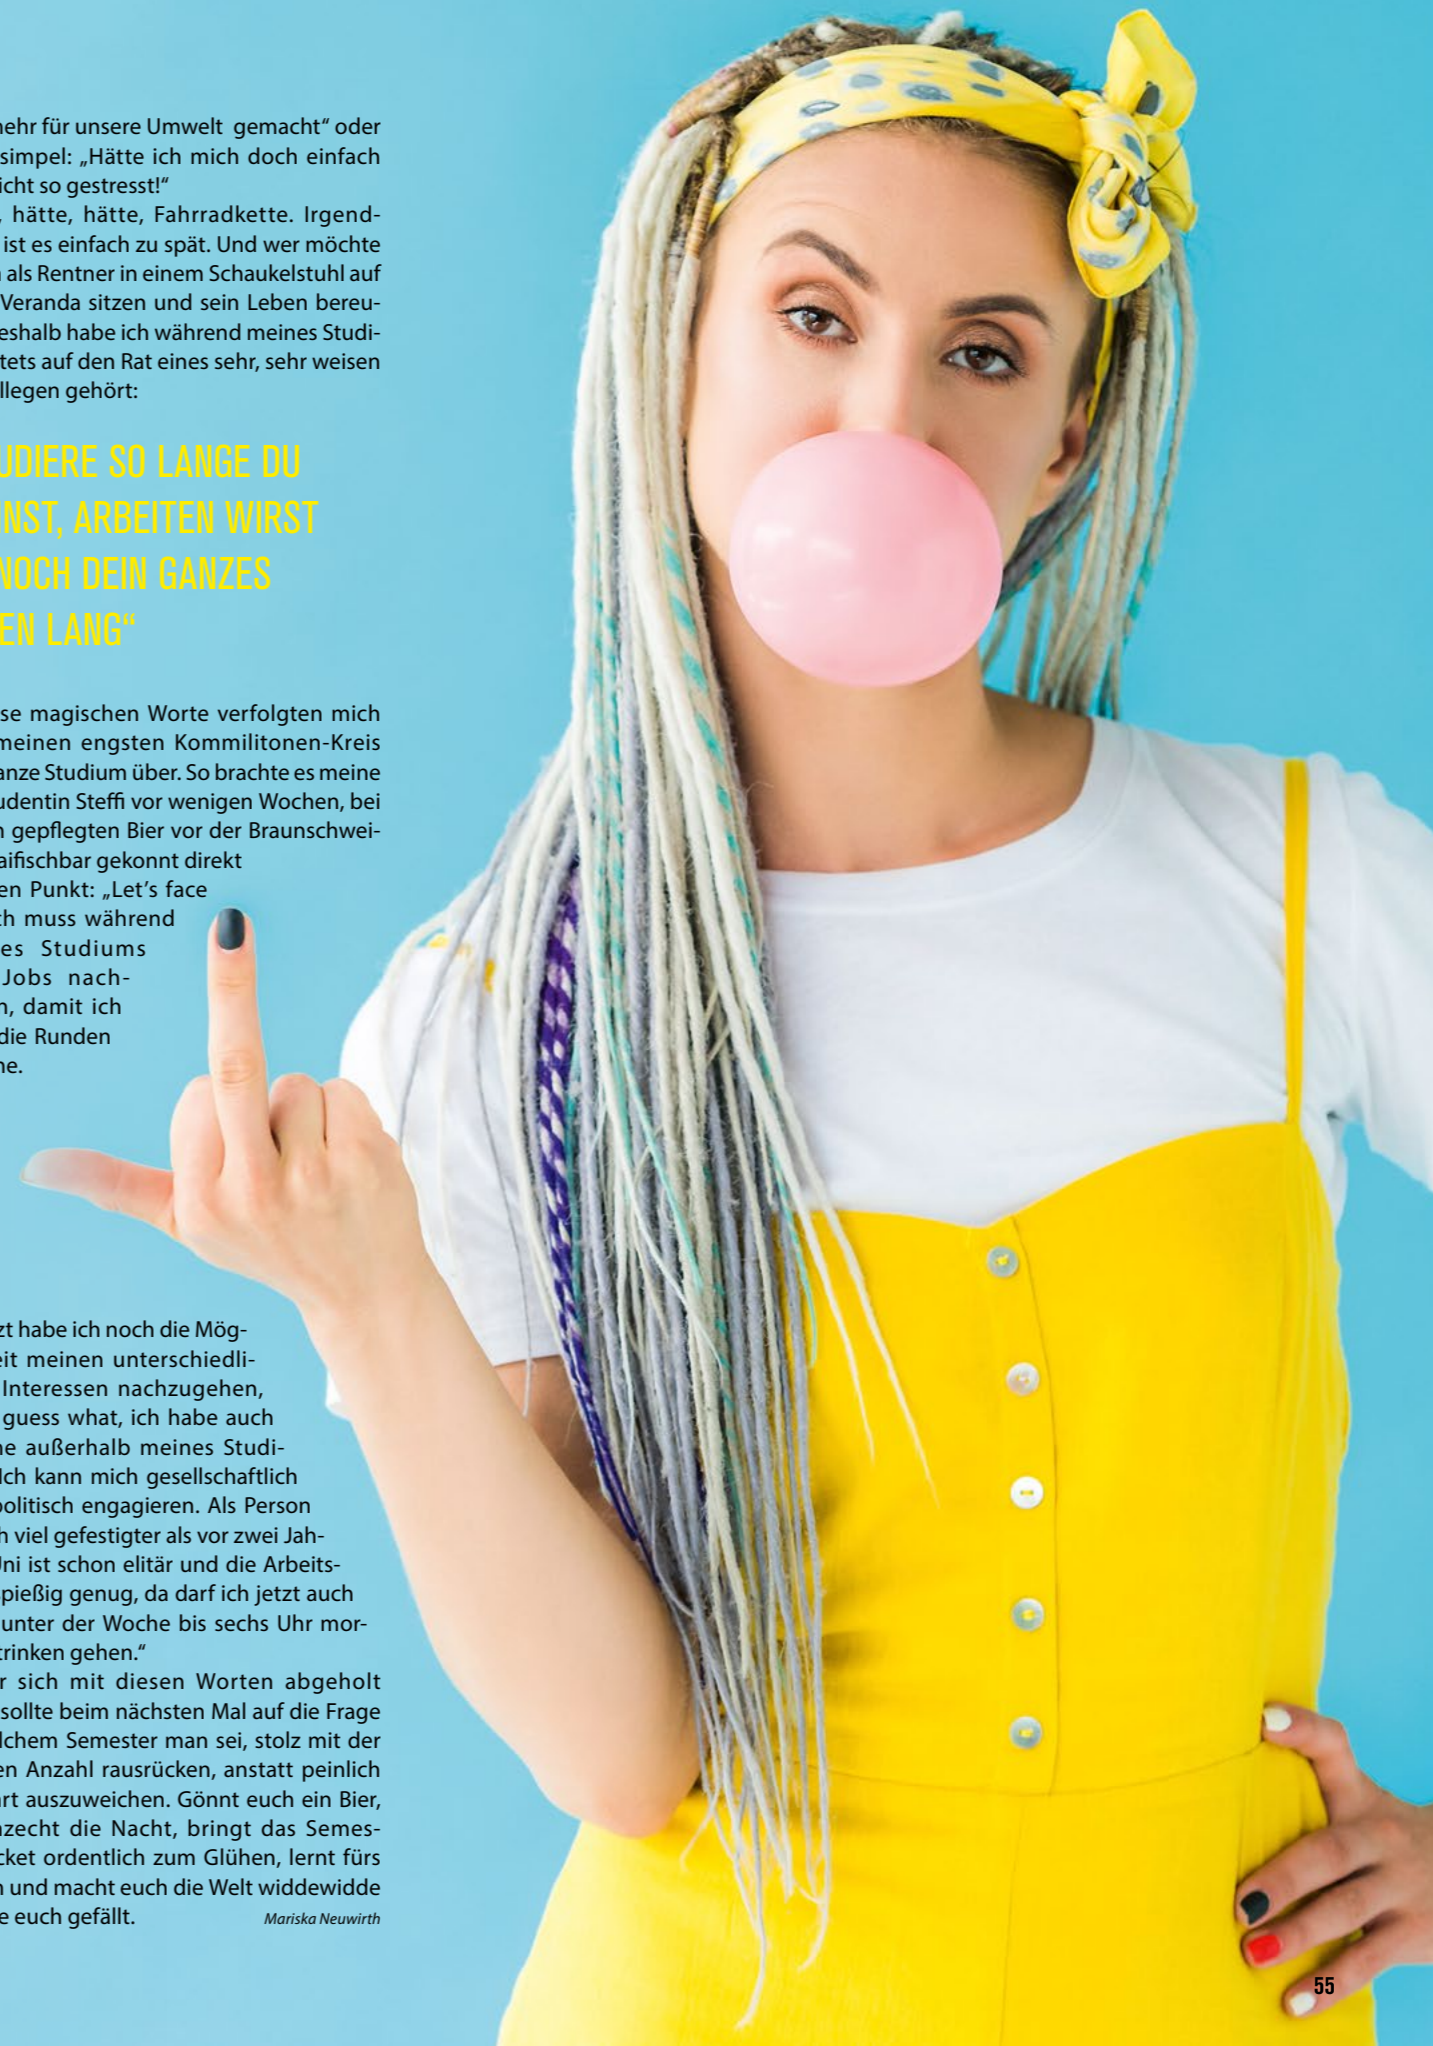 mehr für unsere Umwelt gemacht“ oder
simpel: „Hätte ich mich doch einfach
nicht so gestresst!“
, hätte, hätte, Fahrradkette. Irgend-
ist es einfach zu spät. Und wer möchte
als Rentner in einem Schaukelstuhl auf
Veranda sitzen und sein Leben bereu-
eshalb habe ich während meines Studi-
tets auf den Rat eines sehr, sehr weisen
llegen gehört:
UDIERE SO LANGE DU
NNST, ARBEITEN WIRST
NOCH DEIN GANZES
EN LANG“
se magischen Worte verfolgten mich
meinen engsten Kommilitonen-Kreis
anze Studium über. So brachte es meine
udentin Steffi vor wenigen Wochen, bei
n gepflegten Bier vor der Braunschwei-
aifischbar gekonnt direkt
en Punkt: „Let’s face
ch muss während
es Studiums
Jobs nach-
n, damit ich
die Runden
me.
zt habe ich noch die Mög-
eit meinen unterschiedli-
Interessen nachzugehen,
guess what, ich habe auch
ne außerhalb meines Studi-
Ich kann mich gesellschaftlich
politisch engagieren. Als Person
h viel gefestigter als vor zwei Jah-
Uni ist schon elitär und die Arbeits-
spießig genug, da darf ich jetzt auch
unter der Woche bis sechs Uhr mor-
trinken gehen.“
r sich mit diesen Worten abgeholt
sollte beim nächsten Mal auf die Frage
lchem Semester man sei, stolz mit der
en Anzahl rausrücken, anstatt peinlich
rt auszuweichen. Gönnt euch ein Bier,
zecht die Nacht, bringt das Semes-
cket ordentlich zum Glühen, lernt fürs
n und macht euch die Welt widdewidde
e euch gefällt.
Mariska Neuwirth
55